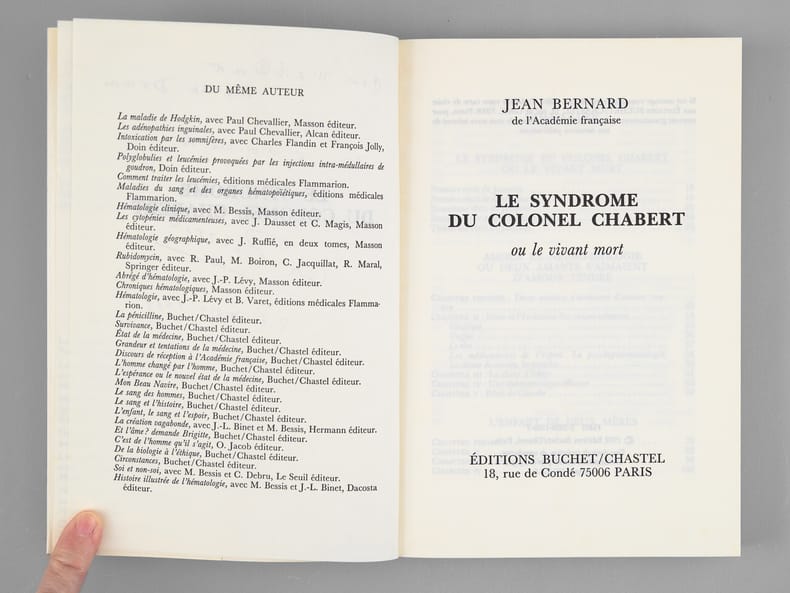 DU MÊME AUTEUR
La maladie de Hodgkin, avec Paul Chevallier, Masson éditeur.
Les adénopathies inguinales, avec Paul Chevallier, Alcan éditeur.
Intoxication par les somnifères, avec Charles Flandin et François Jolly,
Doin éditeur.
Polyglobulies et leucémies provoquées par les injections intra-médullaires de
goudron, Doin éditeur.
Comment traiter les leucémies, éditions médicales Flammarion.
Maladies du sang et des organes hématopoïétiques, éditions médicales
Flammarion.
Hématologie clinique, avec M. Bessis, Masson éditeur.
Les cytopénies médicamenteuses, avec J. Dausset et C. Magis, Masson
éditeur.
Hématologie géographique, avec J. Ruffié, en deux tomes, Masson
éditeur.
Rubidomycin, avec R. Paul, M. Boiron, C. Jacquillat, R. Maral,
Springer éditeur.
Abrégé d'hématologie, avec J.-P. Lévy, Masson éditeur.
Chroniques hématologiques, Masson éditeur.
Hématologie, avec J.-P. Lévy et B. Varet, éditions médicales Flamma-
rion.
La pénicilline, Buchet/Chastel éditeur.
Survivance, Buchet/Chastel éditeur.
État de la médecine, Buchet/Chastel éditeur.
Grandeur et tentations de la médecine, Buchet/Chastel éditeur.
Discours de réception à l'Académie française, Buchet/Chastel éditeur.
L'homme changé par l'homme, Buchet/Chastel éditeur.
L'espérance ou le nouvel état de la médecine, Buchet/Chastel éditeur.
Mon Beau Navire, Buchet/Chastel éditeur.
Le sang des hommes, Buchet/Chastel éditeur.
Le sang et l'histoire, Buchet/Chastel éditeur.
L'enfant, le sang et l'espoir, Buchet/Chastel éditeur.
La création vagabonde, avec J.-L. Binet et M. Bessis, Hermann éditeur.
Et l'âme ? demande Brigitte, Buchet/Chastel éditeur.
C'est de l'homme qu'il s'agit, O. Jacob éditeur.
De la biologie à l'éthique, Buchet/Chastel éditeur.
Circonstances, Buchet/Chastel éditeur.
Soi et non-soi, avec M. Bessis et C. Debru, Le Seuil éditeur.
Histoire illustrée de l'hématologie, avec M. Bessis et J.-L. Binet, Dacosta
éditeur.
JEAN BERNARD
de l'Académie française
LE SYNDROME
DU COLONEL CHABERT
ou le vivant mort
ÉDITIONS BUCHET/CHASTEL
18, rue de Condé 75006 PARIS